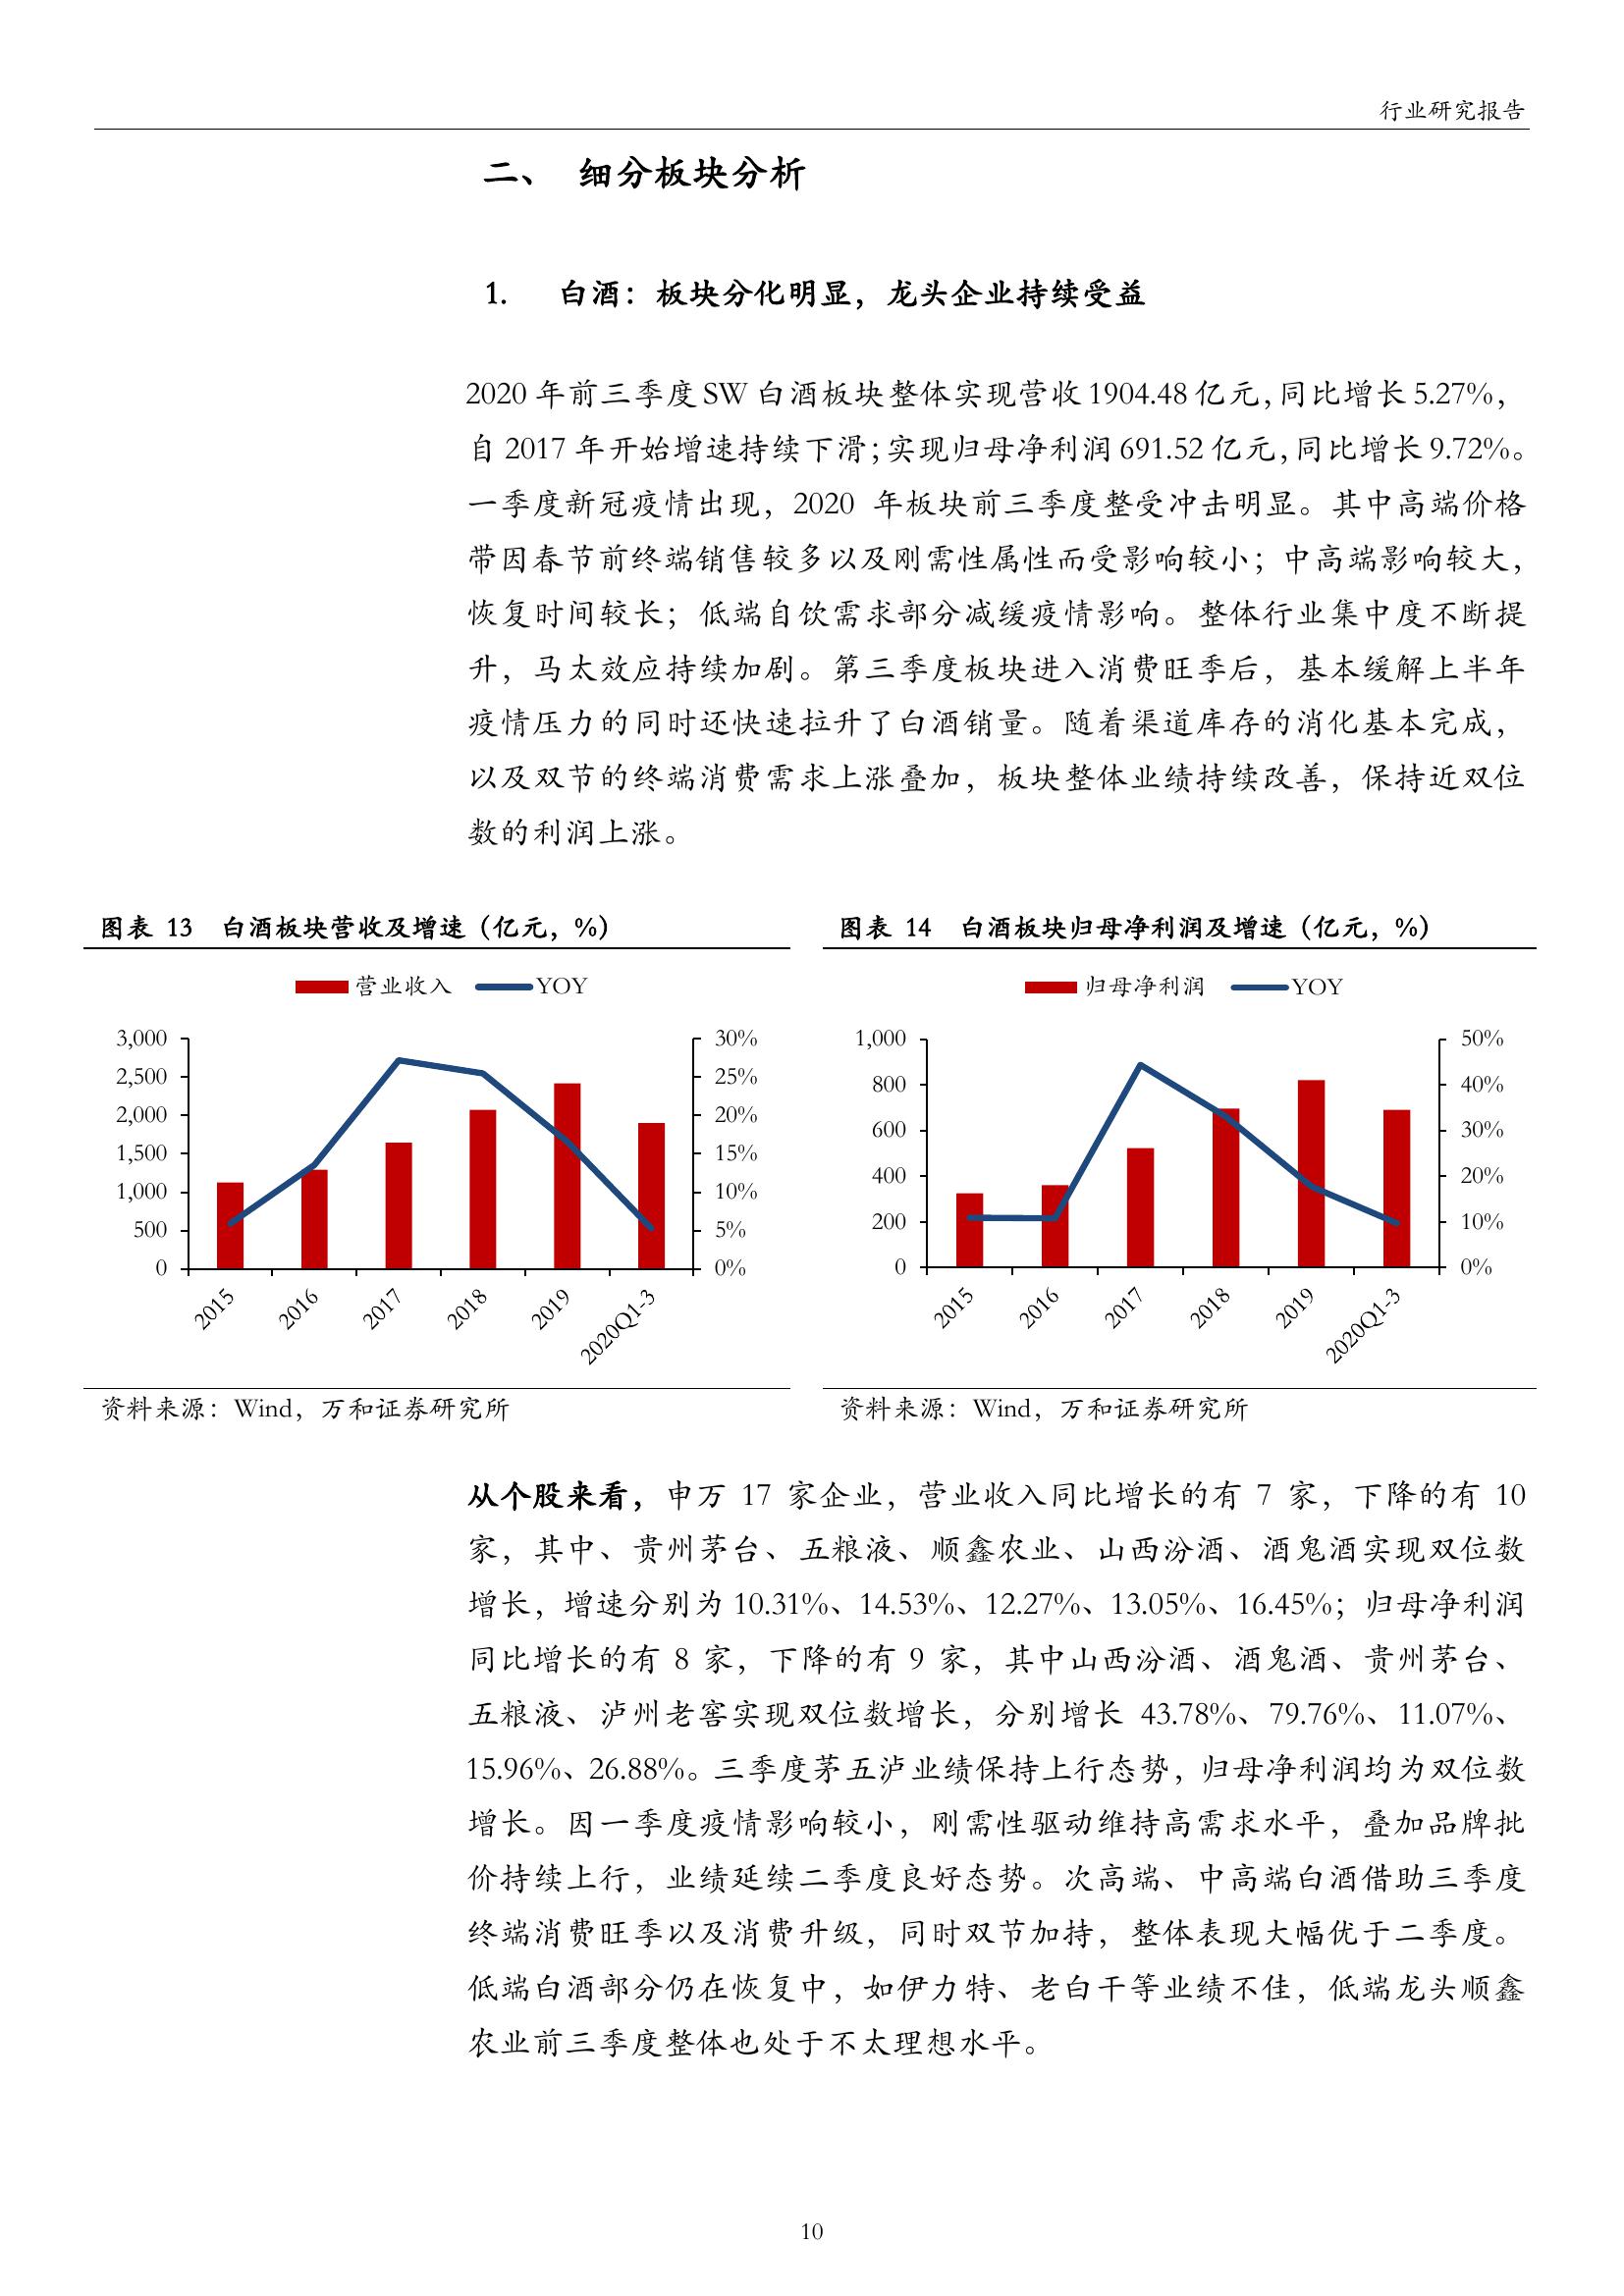 行业研究报告
二、 细分板块分析
1. 白酒：板块分化明显，龙头企业持续受益
2020 年前三季度 SW 白酒板块整体实现营收 1904.48 亿元，同比增长 5.27%，
自 2017 年开始增速持续下滑；实现归母净利润 691.52 亿元，同比增长 9.72%。
一季度新冠疫情出现，2020 年板块前三季度整受冲击明显。其中高端价格
带因春节前终端销售较多以及刚需性属性而受影响较小；中高端影响较大，
恢复时间较长；低端自饮需求部分减缓疫情影响。整体行业集中度不断提
升，马太效应持续加剧。第三季度板块进入消费旺季后，基本缓解上半年
疫情压力的同时还快速拉升了白酒销量。随着渠道库存的消化基本完成，
以及双节的终端消费需求上涨叠加，板块整体业绩持续改善，保持近双位
数的利润上涨。
图表 13 白酒板块营收及增速（亿元，%）
营业收入 YOY
3,000
2,500
2,000
1,500
1,000
500
0
30%
25%
20%
15%
10%
5%
0%
2015
2016
2017
2018
2019
2020Q1-3
资料来源：Wind，万和证券研究所
图表 14 白酒板块归母净利润及增速（亿元，%）
归母净利润 YOY
1,000
800
600
400
200
0
50%
40%
30%
20%
10%
0%
2015
2016
2017
2018
2019
2020Q1-3
资料来源：Wind，万和证券研究所
从个股来看，申万 17 家企业，营业收入同比增长的有 7 家，下降的有 10
家，其中、贵州茅台、五粮液、顺鑫农业、山西汾酒、酒鬼酒实现双位数
增长，增速分别为 10.31%、14.53%、12.27%、13.05%、16.45%；归母净利润
同比增长的有 8 家，下降的有 9 家，其中山西汾酒、酒鬼酒、贵州茅台、
五粮液、泸州老窖实现双位数增长，分别增长 43.78%、79.76%、11.07%、
15.96%、26.88%。三季度茅五泸业绩保持上行态势，归母净利润均为双位数
增长。因一季度疫情影响较小，刚需性驱动维持高需求水平，叠加品牌批
价持续上行，业绩延续二季度良好态势。次高端、中高端白酒借助三季度
终端消费旺季以及消费升级，同时双节加持，整体表现大幅优于二季度。
低端白酒部分仍在恢复中，如伊力特、老白干等业绩不佳，低端龙头顺鑫
农业前三季度整体也处于不太理想水平。
10